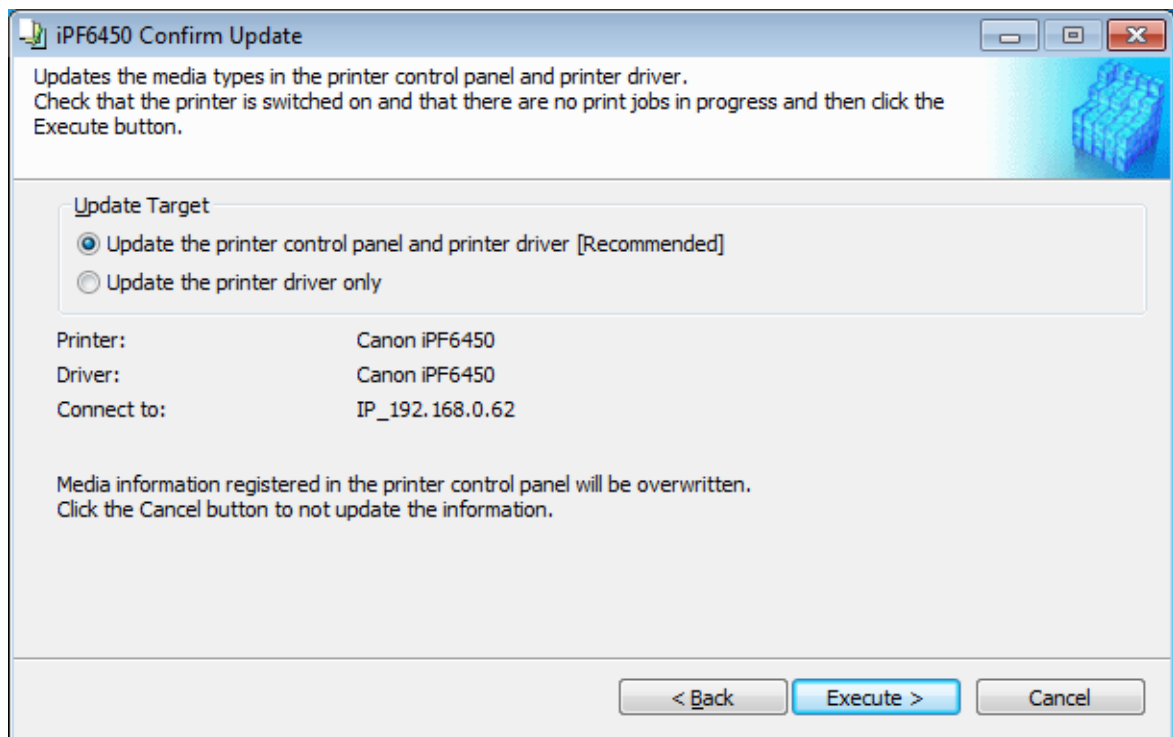 iPF6450 Confirm Update
Updates the media types in the printer control panel and printer driver.
Check that the printer is switched on and that there are no print jobs in progress and then click the
Execute button.
Update Target
Update the printer control panel and printer driver [Recommended]
Update the printer driver only
Printer: Canon iPF6450
Driver: Canon iPF6450
Connect to: IP_192.168.0.62
Media information registered in the printer control panel will be overwritten.
Click the Cancel button to not update the information.
< Back Execute > Cancel